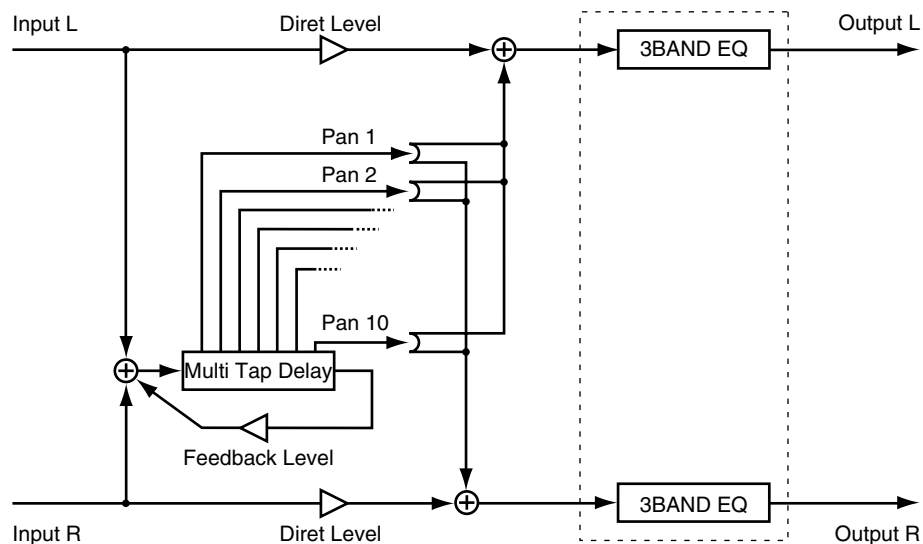 Input L
Diret Level
Output L
3BAND EQ
Pan 1
Pan 2
Pan 10
Multi Tap Delay
Feedback Level
3BAND EQ
Input R
Diret Level
Output R